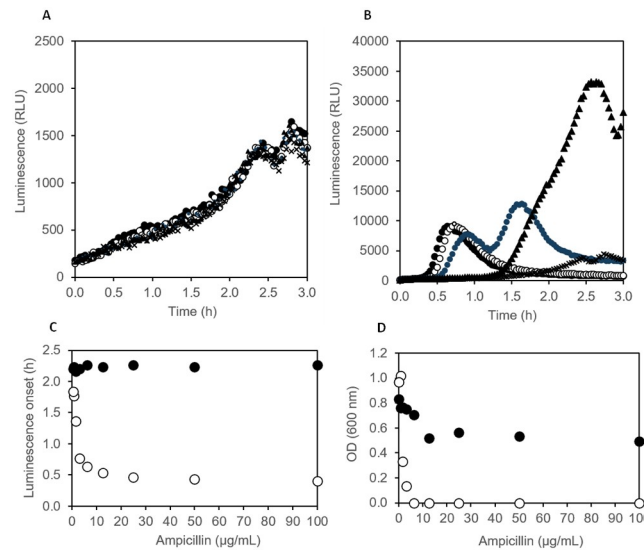 A
2500
2000
1500
1000
500
0
Luminescence (RLU)
0.0 0.5 1.0 1.5 2.0 2.5 3.0
Time (h)
B
40000
35000
30000
25000
20000
15000
10000
5000
0
Luminescence (RLU)
0.0 0.5 1.0 1.5 2.0 2.5 3.0
Time (h)
C
2.5
2.0
1.5
1.0
0.5
0.0
Luminescence onset (h)
0 10 20 30 40 50 60 70 80 90 100
Ampicillin (µg/mL)
D
1.2
1.0
0.8
0.6
0.4
0.2
0.0
OD (600 nm)
0 10 20 30 40 50 60 70 80 90 100
Ampicillin (µg/mL)